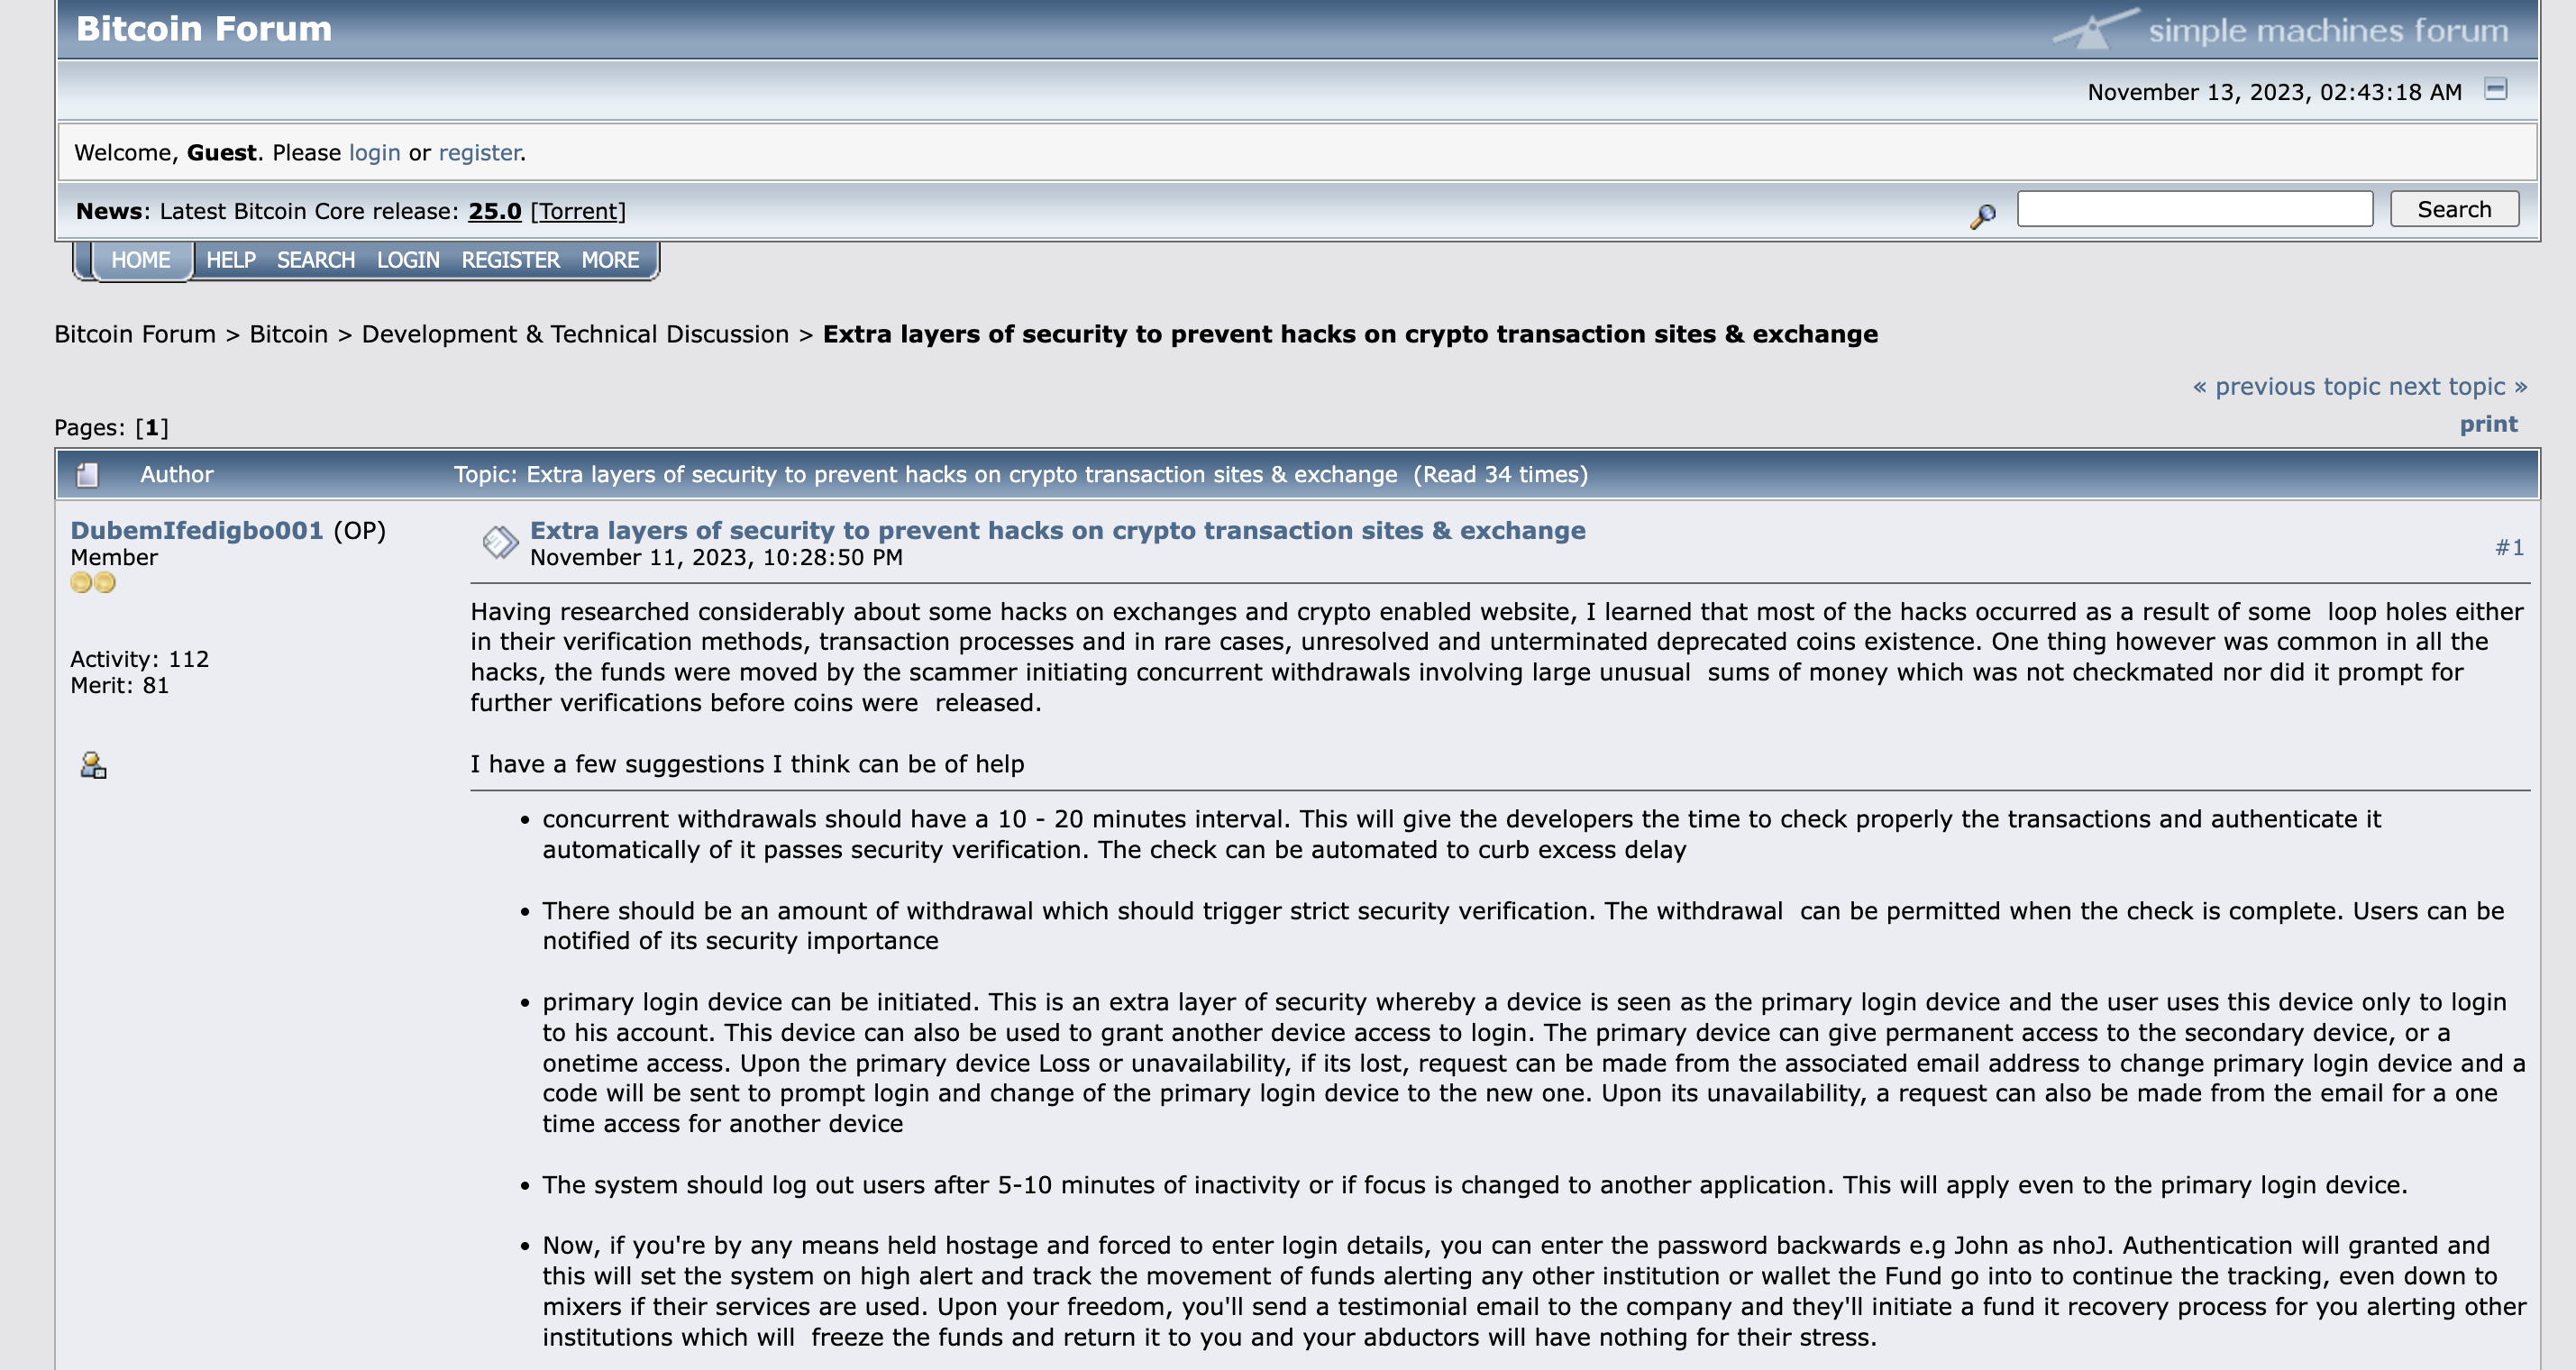 Bitcoin Forum
simple machines forum
November 13, 2023, 02:43:18 AM
Welcome, Guest. Please login or register.
News: Latest Bitcoin Core release: 25.0 [Torrent]
Search
HOME HELP SEARCH LOGIN REGISTER MORE
Bitcoin Forum > Bitcoin > Development & Technical Discussion > Extra layers of security to prevent hacks on crypto transaction sites & exchange
« previous topic next topic »
Pages: [1]
print
Author
Topic: Extra layers of security to prevent hacks on crypto transaction sites & exchange (Read 34 times)
DubemIfedigbo001 (OP)
Member
Activity: 112
Merit: 81
Extra layers of security to prevent hacks on crypto transaction sites & exchange
November 11, 2023, 10:28:50 PM
#1
Having researched considerably about some hacks on exchanges and crypto enabled website, I learned that most of the hacks occurred as a result of some loop holes either
in their verification methods, transaction processes and in rare cases, unresolved and unterminated deprecated coins existence. One thing however was common in all the
hacks, the funds were moved by the scammer initiating concurrent withdrawals involving large unusual sums of money which was not checkmated nor did it prompt for
further verifications before coins were released.
I have a few suggestions I think can be of help
• concurrent withdrawals should have a 10 - 20 minutes interval. This will give the developers the time to check properly the transactions and authenticate it
automatically of it passes security verification. The check can be automated to curb excess delay
• There should be an amount of withdrawal which should trigger strict security verification. The withdrawal can be permitted when the check is complete. Users can be
notified of its security importance
• primary login device can be initiated. This is an extra layer of security whereby a device is seen as the primary login device and the user uses this device only to login
to his account. This device can also be used to grant another device access to login. The primary device can give permanent access to the secondary device, or a
onetime access. Upon the primary device Loss or unavailability, if its lost, request can be made from the associated email address to change primary login device and a
code will be sent to prompt login and change of the primary login device to the new one. Upon its unavailability, a request can also be made from the email for a one
time access for another device
• The system should log out users after 5-10 minutes of inactivity or if focus is changed to another application. This will apply even to the primary login device.
• Now, if you're by any means held hostage and forced to enter login details, you can enter the password backwards e.g John as nhoJ. Authentication will granted and
this will set the system on high alert and track the movement of funds alerting any other institution or wallet the Fund go into to continue the tracking, even down to
mixers if their services are used. Upon your freedom, you'll send a testimonial email to the company and they'll initiate a fund it recovery process for you alerting other
institutions which will freeze the funds and return it to you and your abductors will have nothing for their stress.